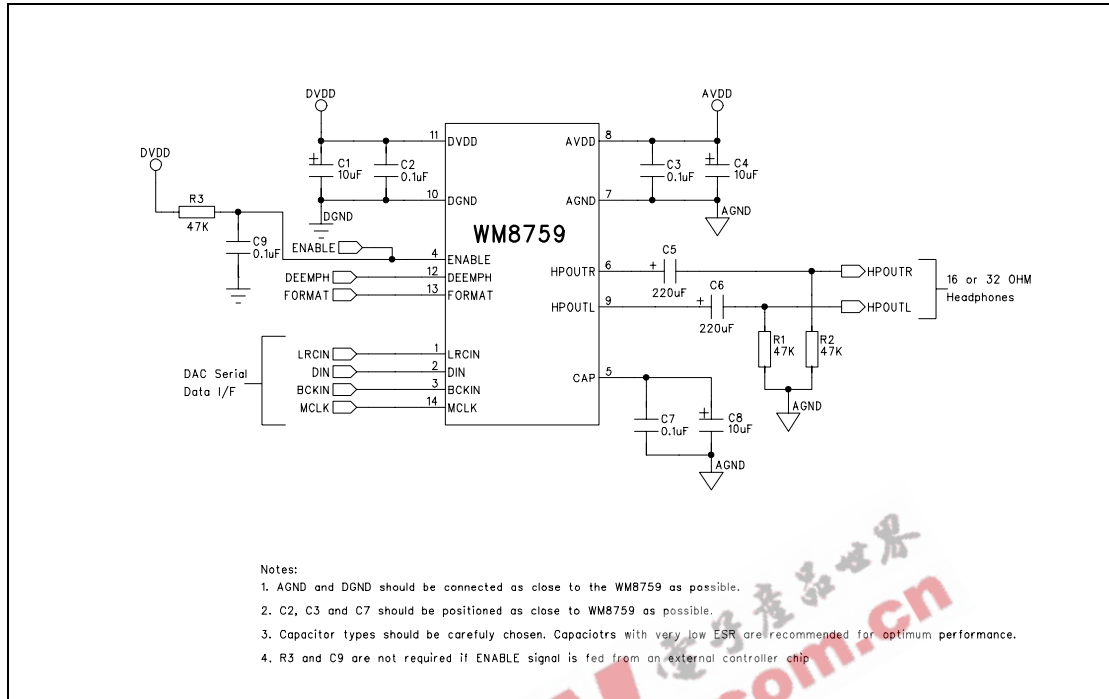 DVDD
AVDD
11 DVDD
AVDD 8
C1
10uF
C2
0.1uF
C3
0.1uF
C4
10uF
DVDD
10 DGND
AGND 7
R3
47K
DGND
AGND
WM8759
C9
0.1uF
ENABLE
4 ENABLE
C5
220uF
HPOUTR 6
HPOUTR
DEEMPH 12 DEEMPH
FORMAT 13 FORMAT
C6
220uF
HPOUTL 9
HPOUTL
16 or 32 OHM
Headphones
R1
47K
R2
47K
DAC Serial
Data I/F
LRCIN 1 LRCIN
DIN 2 DIN
BCKIN 3 BCKIN
MCLK 14 MCLK
CAP 5
AGND
C7
0.1uF
C8
10uF
AGND
Notes:
1. AGND and DGND should be connected as close to the WM8759 as possible.
2. C2, C3 and C7 should be positioned as close to WM8759 as possible.
3. Capacitor types should be carefuly chosen. Capaciotrs with very low ESR are recommended for optimum performance.
4. R3 and C9 are not required if ENABLE signal is fed from an external controller chip
電子産品世界
.com.cn